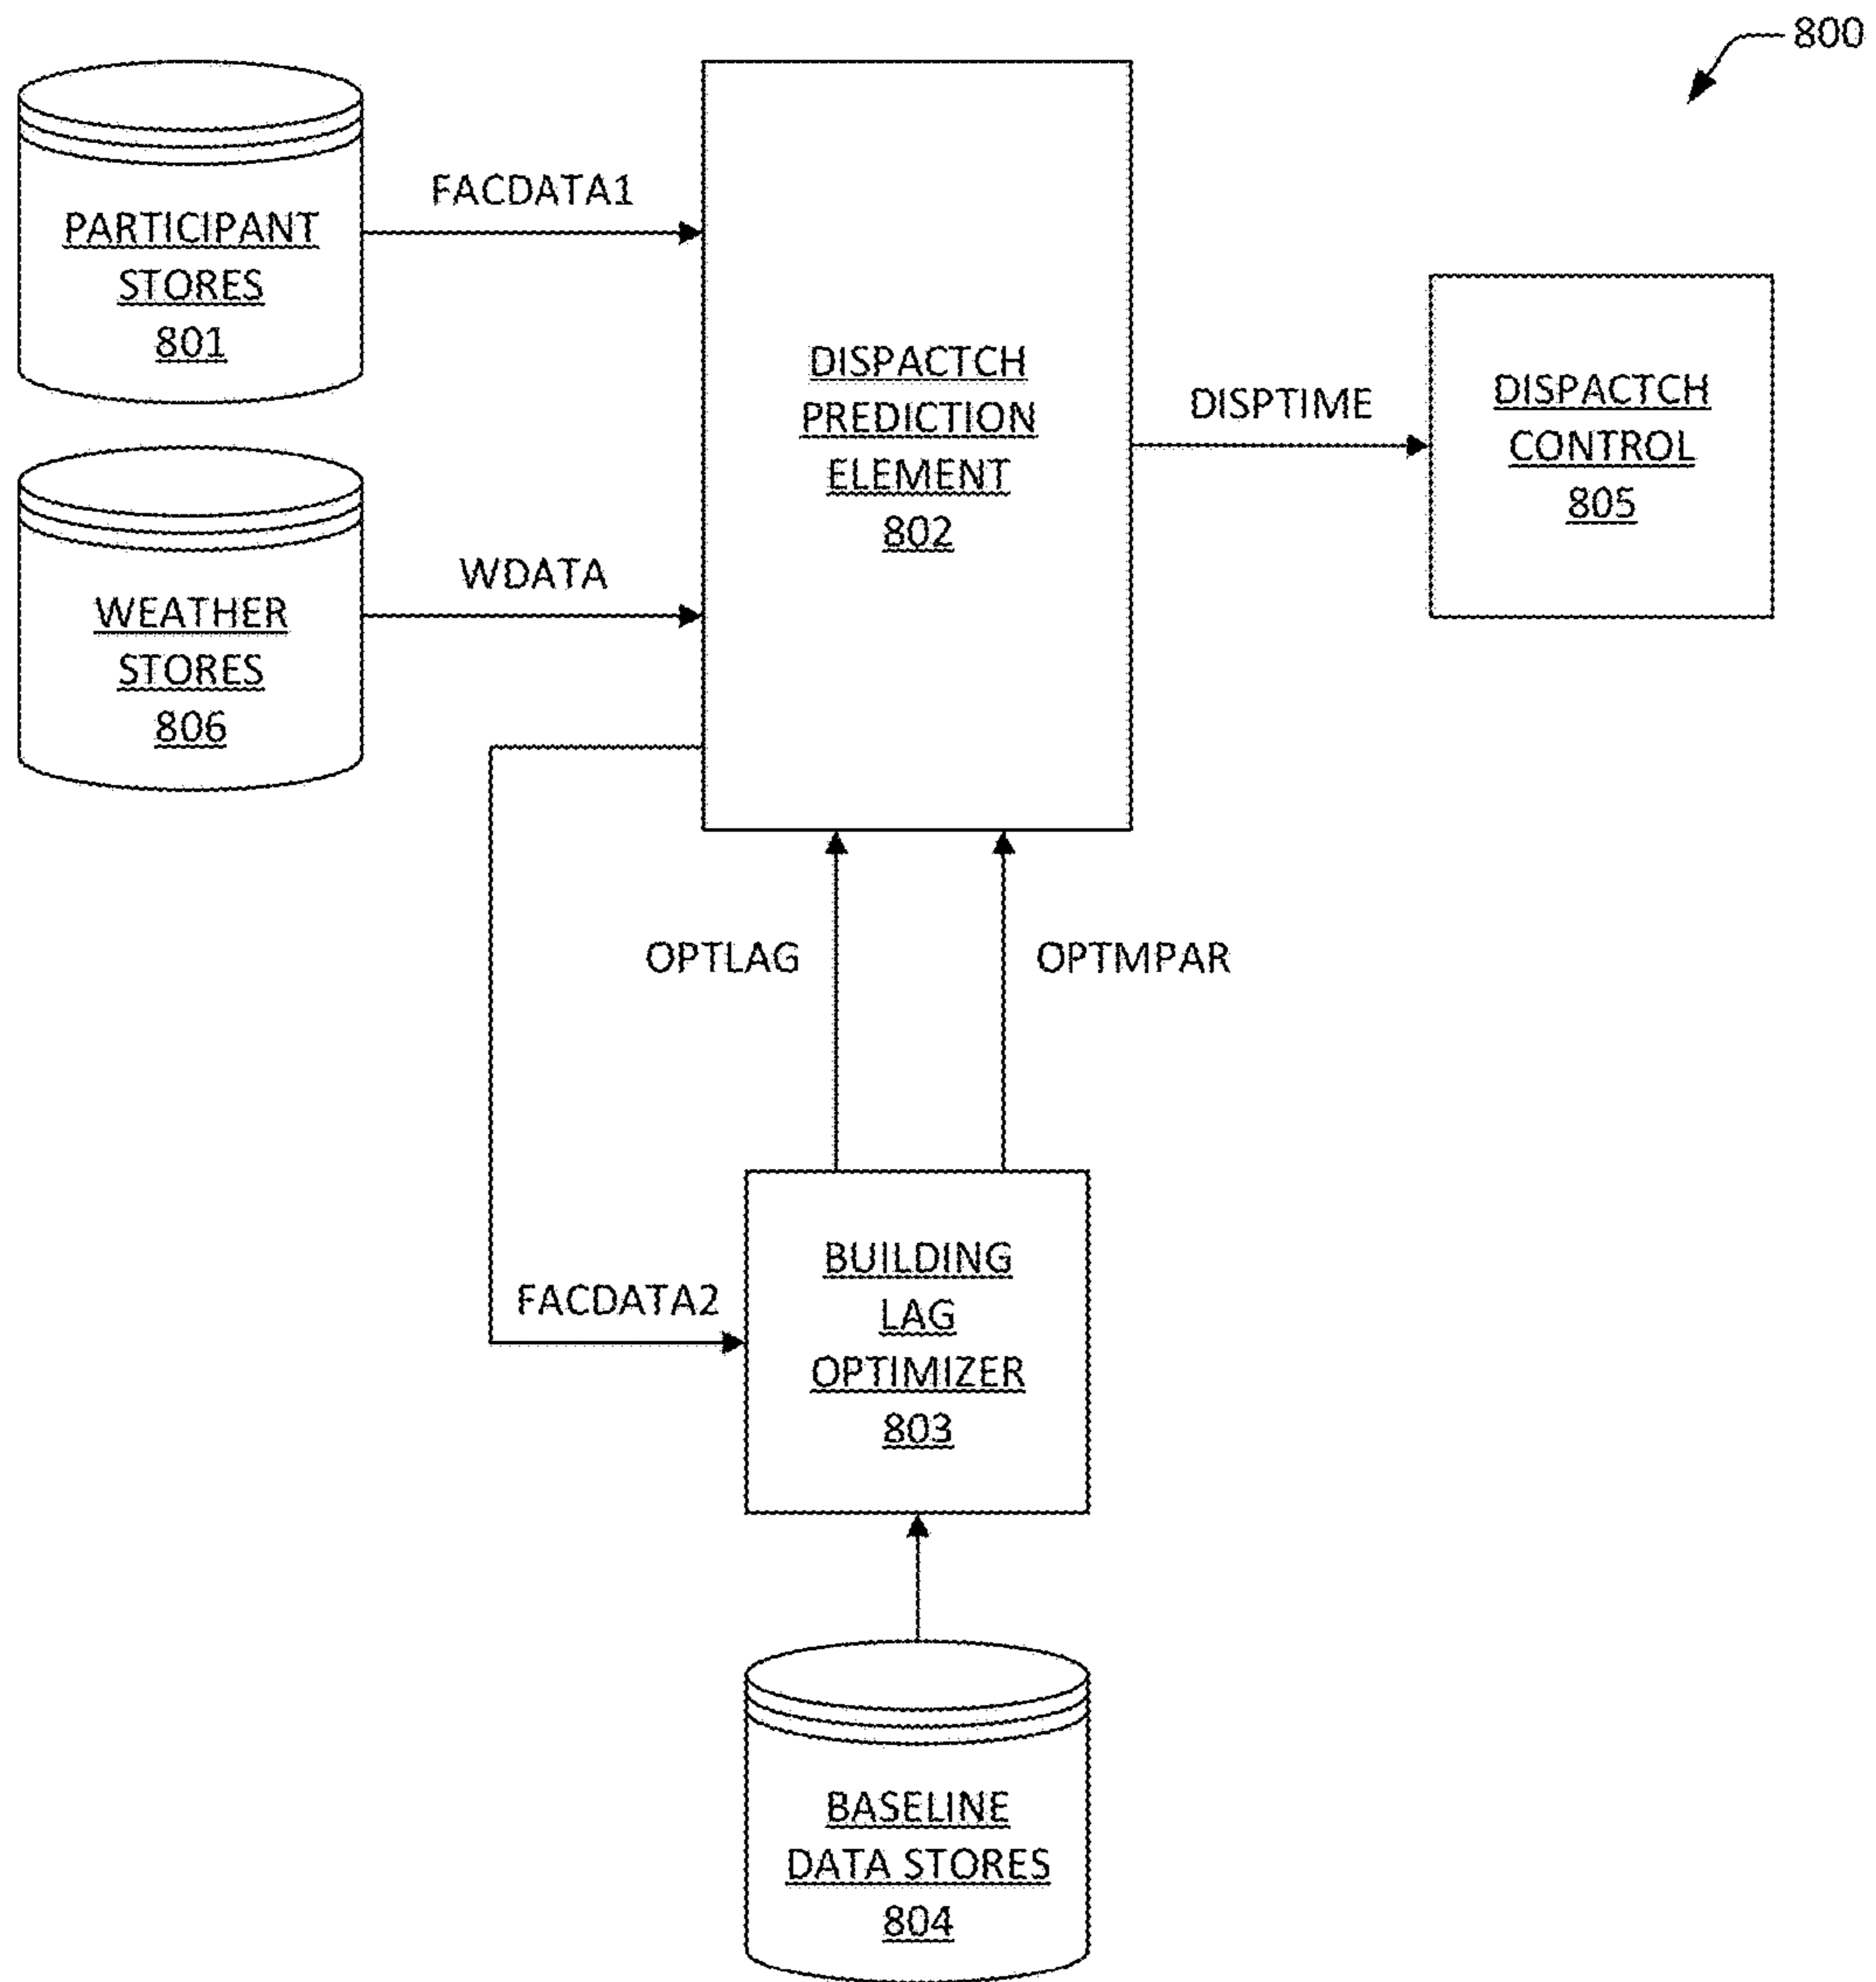 800
PARTICIPANT
STORES
801
FACDATA1
WEATHER
STORES
806
WDATA
DISPACTCH
PREDICTION
ELEMENT
802
DISPTIME
DISPACTCH
CONTROL
805
OPTLAG
OPTMPAR
FACDATA2
BUILDING
LAG
OPTIMIZER
803
BASELINE
DATA STORES
804